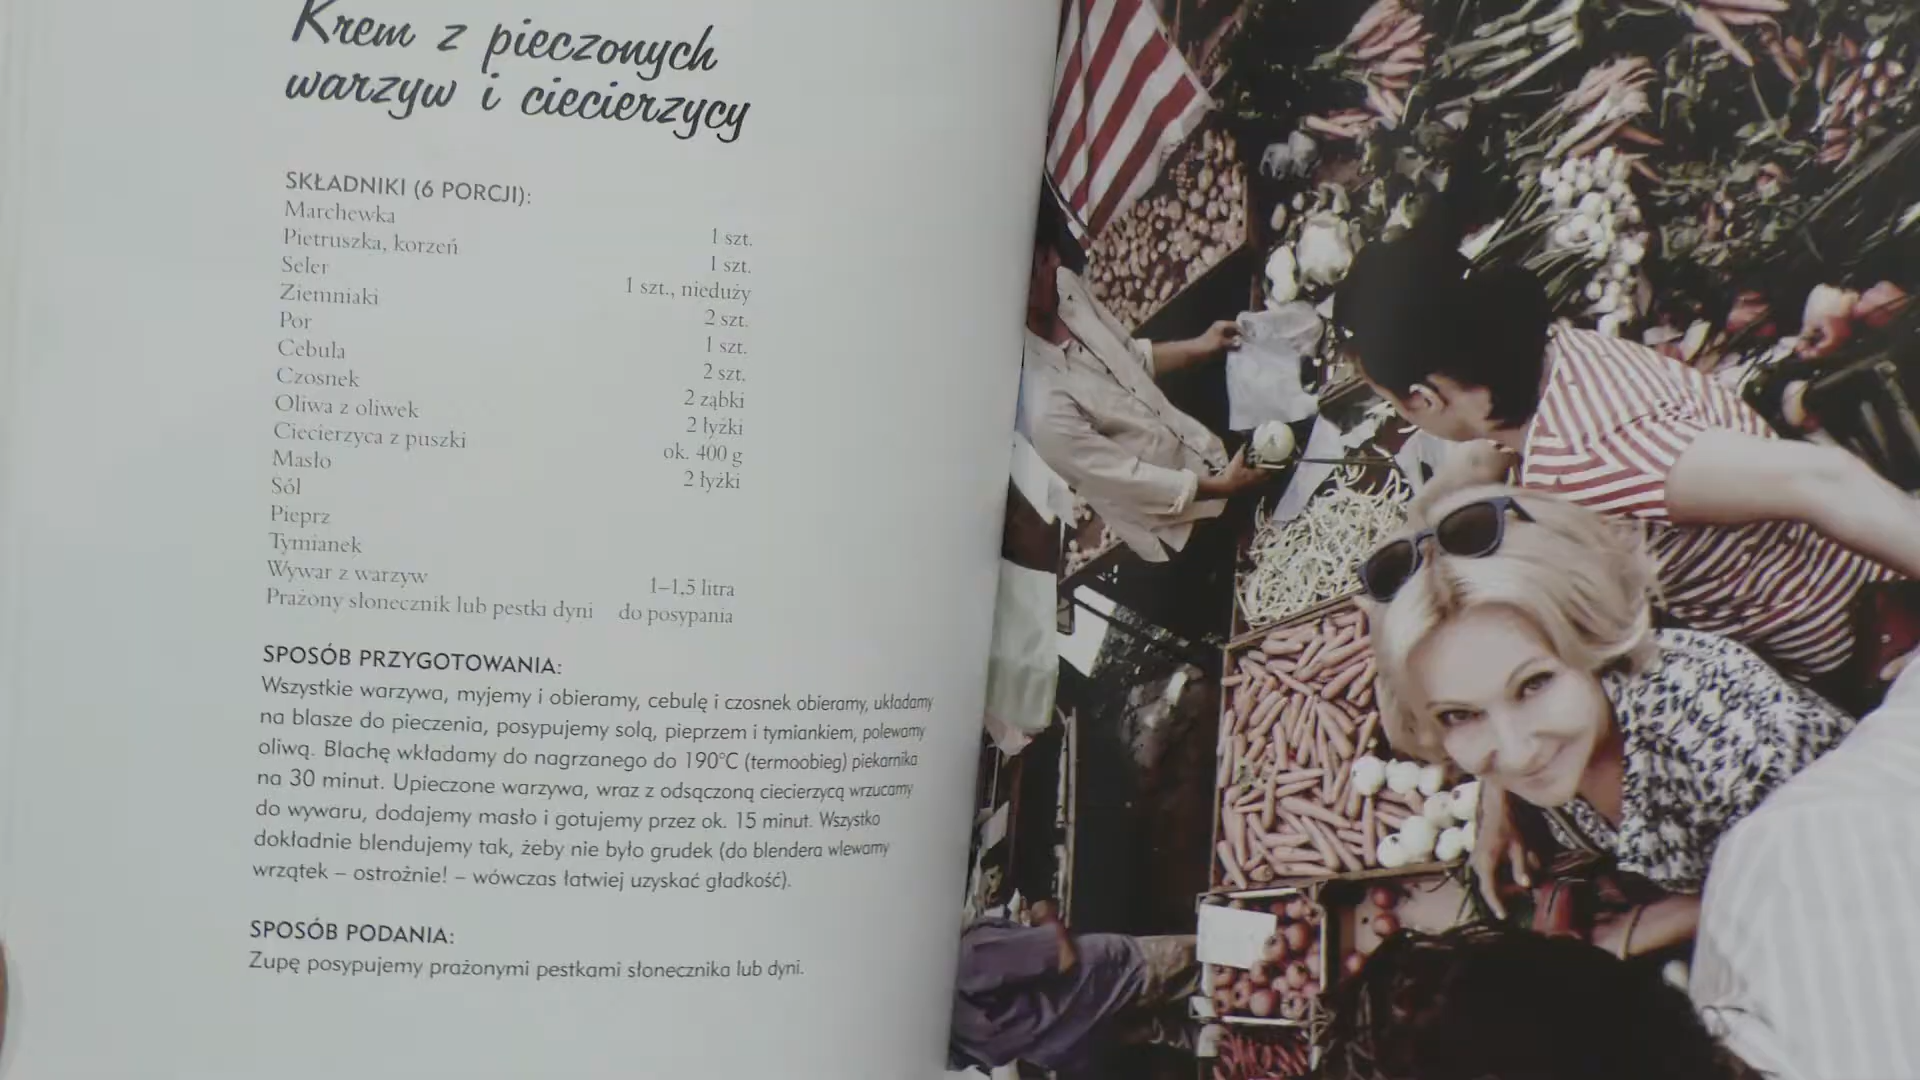 Krem z pieczonych
warzyw i ciecierzycy
SKŁADNIKI (6 PORCJI):
Marchewka 1 szt.
Pietruszka, korzeń 1 szt.
Seler 1 szt., nieduży
Ziemniaki 2 szt.
Por 1 szt.
Cebula 2 szt.
Czosnek 2 ząbki
Oliwa z oliwek 2 łyżki
Ciecierzyca z puszki ok. 400 g
Masło 2 łyżki
Sól
Pieprz
Tymianek
Wywar z warzyw 1–1,5 litra
Prażony słonecznik lub pestki dyni do posypania
SPOSÓB PRZYGOTOWANIA:
Wszystkie warzywa, myjemy i obieramy, cebulę i czosnek obieramy, układamy
na blasze do pieczenia, posypujemy solą, pieprzem i tymiankiem, polewamy
oliwą. Blachę wkładamy do nagrzanego do 190°C (termoobieg) piekarnika
na 30 minut. Upieczone warzywa, wraz z odsączoną ciecierzycą wrzucamy
do wywaru, dodajemy masło i gotujemy przez ok. 15 minut. Wszystko
dokładnie blendujemy tak, żeby nie było grudek (do blendera wlewamy
wrzątek – ostrożnie! – wówczas łatwiej uzyskać gładkość).
SPOSÓB PODANIA:
Zupę posypujemy prażonymi pestkami słonecznika lub dyni.